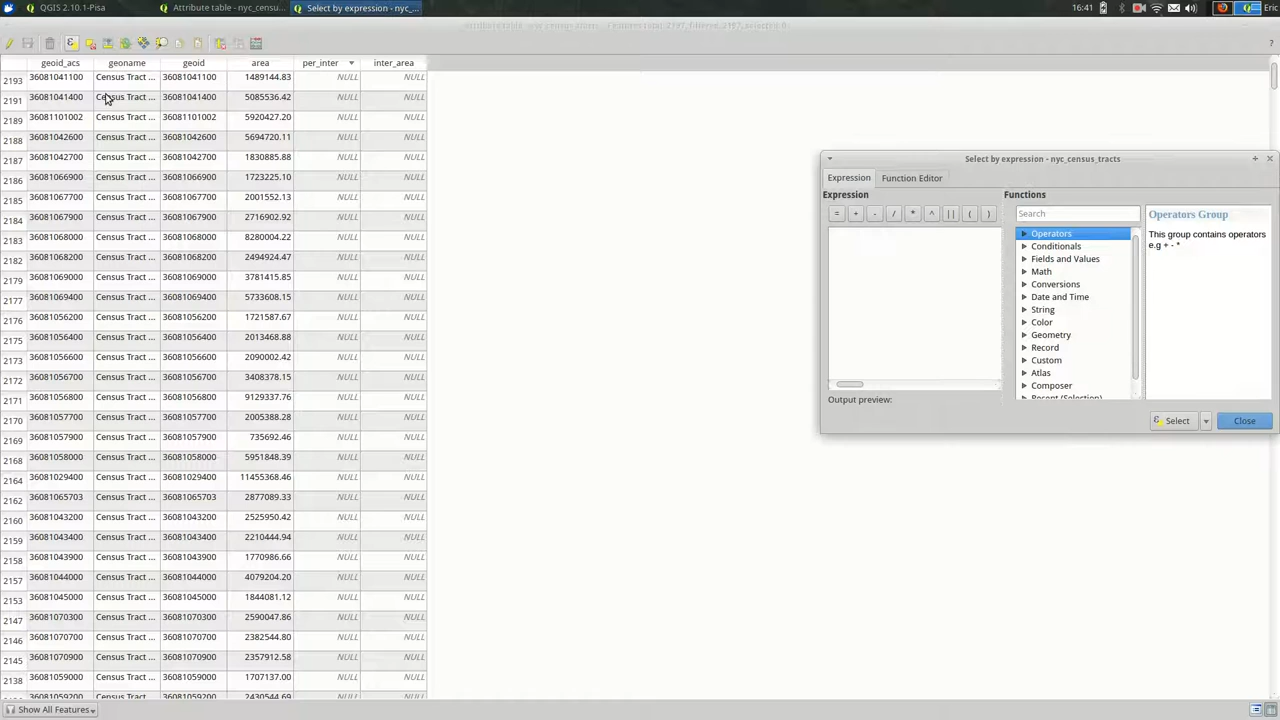 QGIS 2.10.1-Pisa
Attribute table - nyc_censu...
Select by expression - nyc_...
16:41
Eric
?
geoid_acs geoname geoid area per_inter inter_area
2193 36081041100 Census Tract ... 36081041100 1489144.83 NULL NULL
2191 36081041400 Census Tract ... 36081041400 5085536.42 NULL NULL
2189 36081101002 Census Tract ... 36081101002 5920427.20 NULL NULL
2188 36081042600 Census Tract ... 36081042600 5694720.11 NULL NULL
2187 36081042700 Census Tract ... 36081042700 1830885.88 NULL NULL
2186 36081066900 Census Tract ... 36081066900 1723225.10 NULL NULL
2185 36081067700 Census Tract ... 36081067700 2001552.13 NULL NULL
2184 36081067900 Census Tract ... 36081067900 2716902.92 NULL NULL
2183 36081068000 Census Tract ... 36081068000 8280004.22 NULL NULL
2182 36081068200 Census Tract ... 36081068200 2494924.47 NULL NULL
2179 36081069000 Census Tract ... 36081069000 3781415.85 NULL NULL
2177 36081069400 Census Tract ... 36081069400 5733608.15 NULL NULL
2176 36081056200 Census Tract ... 36081056200 1721587.67 NULL NULL
2175 36081056400 Census Tract ... 36081056400 2013468.88 NULL NULL
2173 36081056600 Census Tract ... 36081056600 2090002.42 NULL NULL
2172 36081056700 Census Tract ... 36081056700 3408378.15 NULL NULL
2171 36081056800 Census Tract ... 36081056800 9129337.76 NULL NULL
2170 36081057700 Census Tract ... 36081057700 2005388.28 NULL NULL
2169 36081057900 Census Tract ... 36081057900 735692.46 NULL NULL
2168 36081058000 Census Tract ... 36081058000 5951848.39 NULL NULL
2164 36081029400 Census Tract ... 36081029400 11455368.46 NULL NULL
2162 36081065703 Census Tract ... 36081065703 2877089.33 NULL NULL
2160 36081043200 Census Tract ... 36081043200 2525950.42 NULL NULL
2159 36081043400 Census Tract ... 36081043400 2210444.94 NULL NULL
2158 36081043900 Census Tract ... 36081043900 1770986.66 NULL NULL
2157 36081044000 Census Tract ... 36081044000 4079204.20 NULL NULL
2153 36081045000 Census Tract ... 36081045000 1844081.12 NULL NULL
2147 36081070300 Census Tract ... 36081070300 2590047.86 NULL NULL
2146 36081070700 Census Tract ... 36081070700 2382544.80 NULL NULL
2145 36081070900 Census Tract ... 36081070900 2357912.58 NULL NULL
2138 36081059000 Census Tract ... 36081059000 1707137.00 NULL NULL
36081059200 Census Tract ... 36081059200 2430544.69 NULL NULL
Show All Features
Select by expression - nyc_census_tracts
Expression Function Editor
Expression
= + - / * ^ || ( )
Output preview:
Functions
Search
Operators
Conditionals
Fields and Values
Math
Conversions
Date and Time
String
Color
Geometry
Record
Custom
Atlas
Composer
Recent (Selection)
Operators Group
This group contains operators
e.g + - *
Select
Close